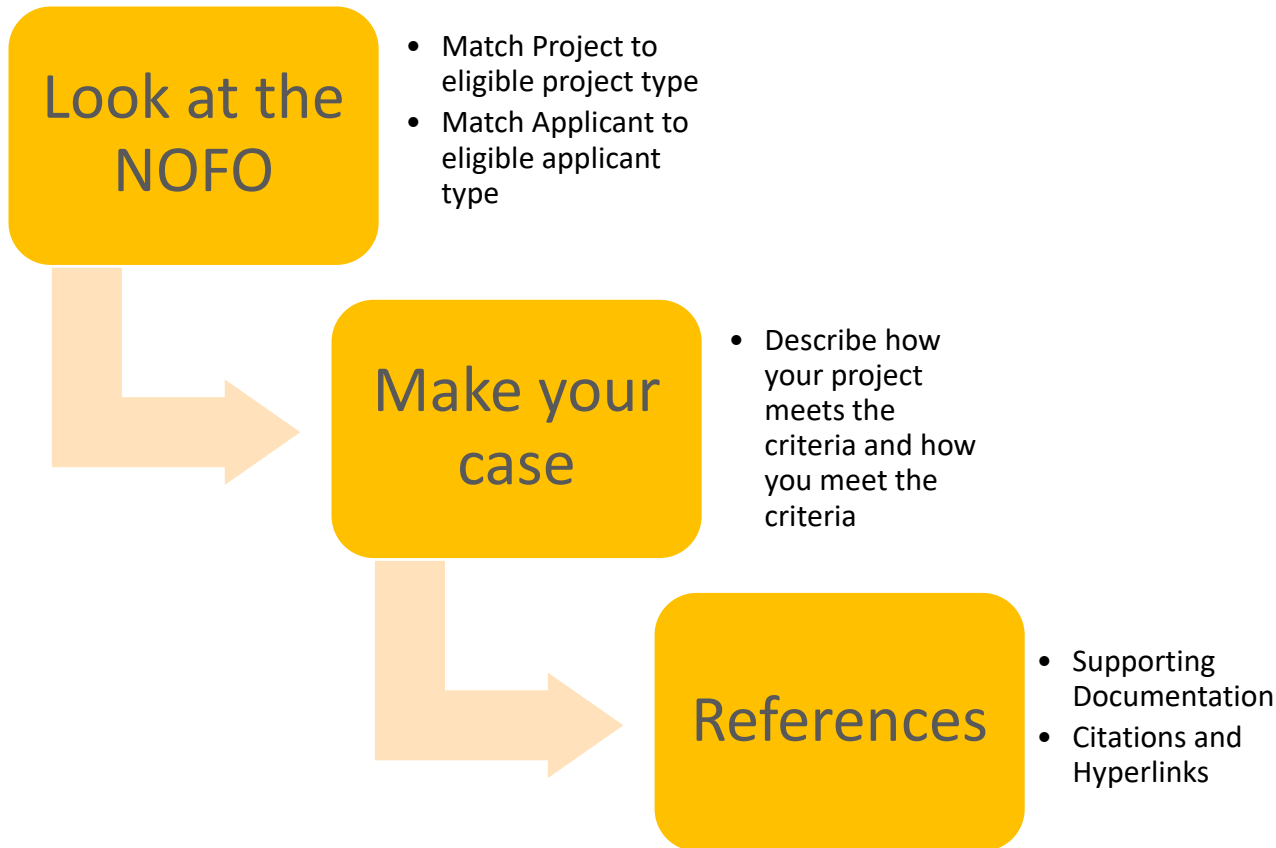 Look at the
NOFO
• Match Project to
eligible project type
• Match Applicant to
eligible applicant
type
Make your
case
• Describe how
your project
meets the
criteria and how
you meet the
criteria
References
• Supporting
Documentation
• Citations and
Hyperlinks